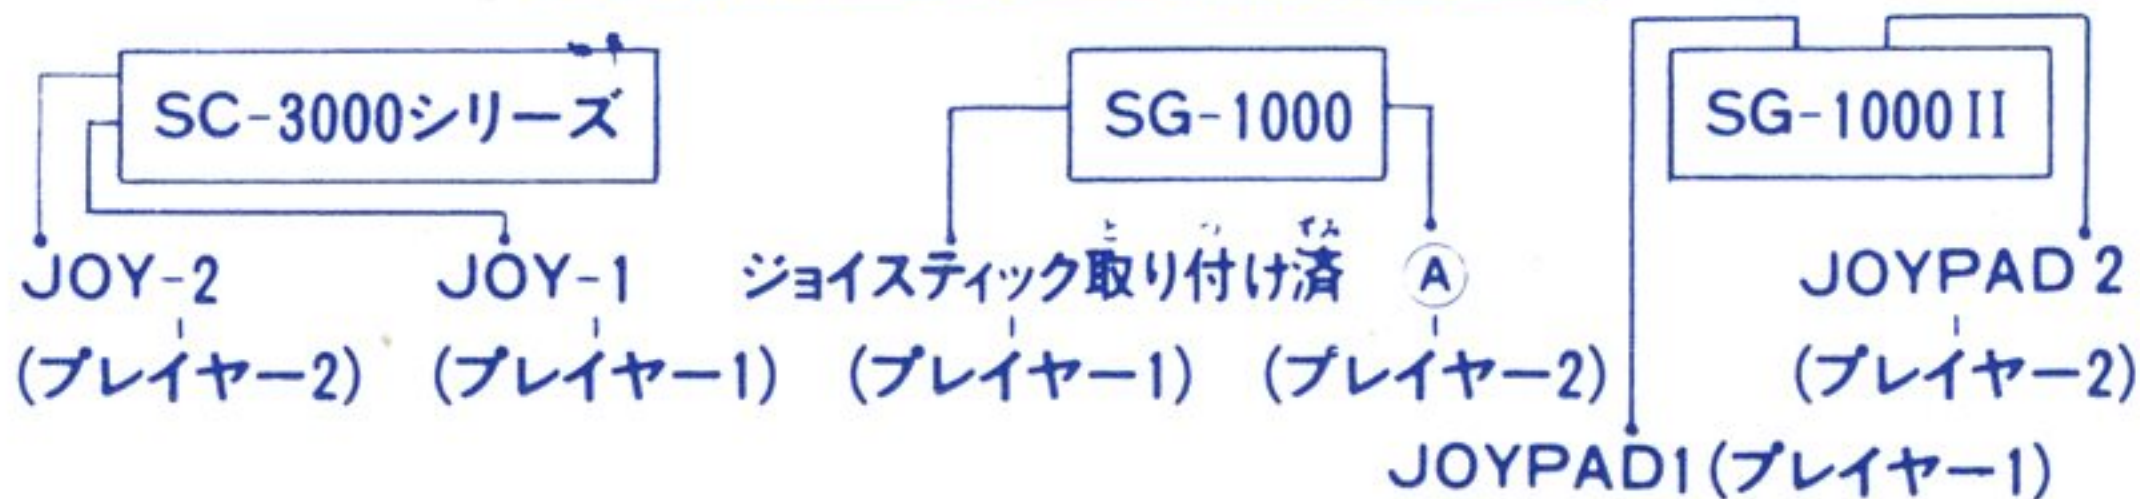 SC-3000シリーズ SG-1000 SG-1000II
JOY-2 JOY-1 ジョイスティック取り付け済 Ⓐ JOYPAD 2
(プレイヤー2) (プレイヤー1) (プレイヤー1) (プレイヤー2) (プレイヤー2)
JOYPAD1(プレイヤー1)